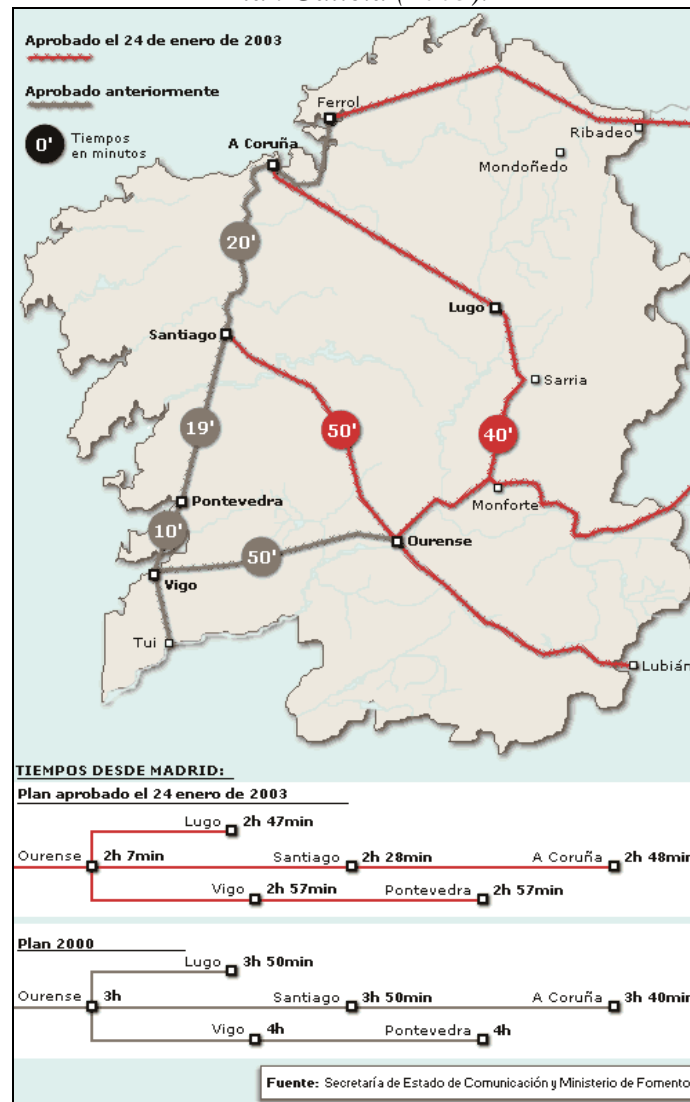 Aprobado el 24 de enero de 2003
Aprobado anteriormente
0' Tiempos
en minutos
Ferrol
A Coruña
Ribadeo
Mondoñedo
20'
Lugo
Santiago
Sarria
19'
50'
40'
Pontevedra
Monforte
10'
50'
Ourense
Vigo
Tui
Lubián
TIEMPOS DESDE MADRID:
Plan aprobado el 24 enero de 2003
Lugo 2h 47min
Ourense 2h 7min Santiago 2h 28min A Coruña 2h 48min
Vigo 2h 57min Pontevedra 2h 57min
Plan 2000
Lugo 3h 50min
Ourense 3h Santiago 3h 50min A Coruña 3h 40min
Vigo 4h Pontevedra 4h
Fuente: Secretaría de Estado de Comunicación y Ministerio de Fomento